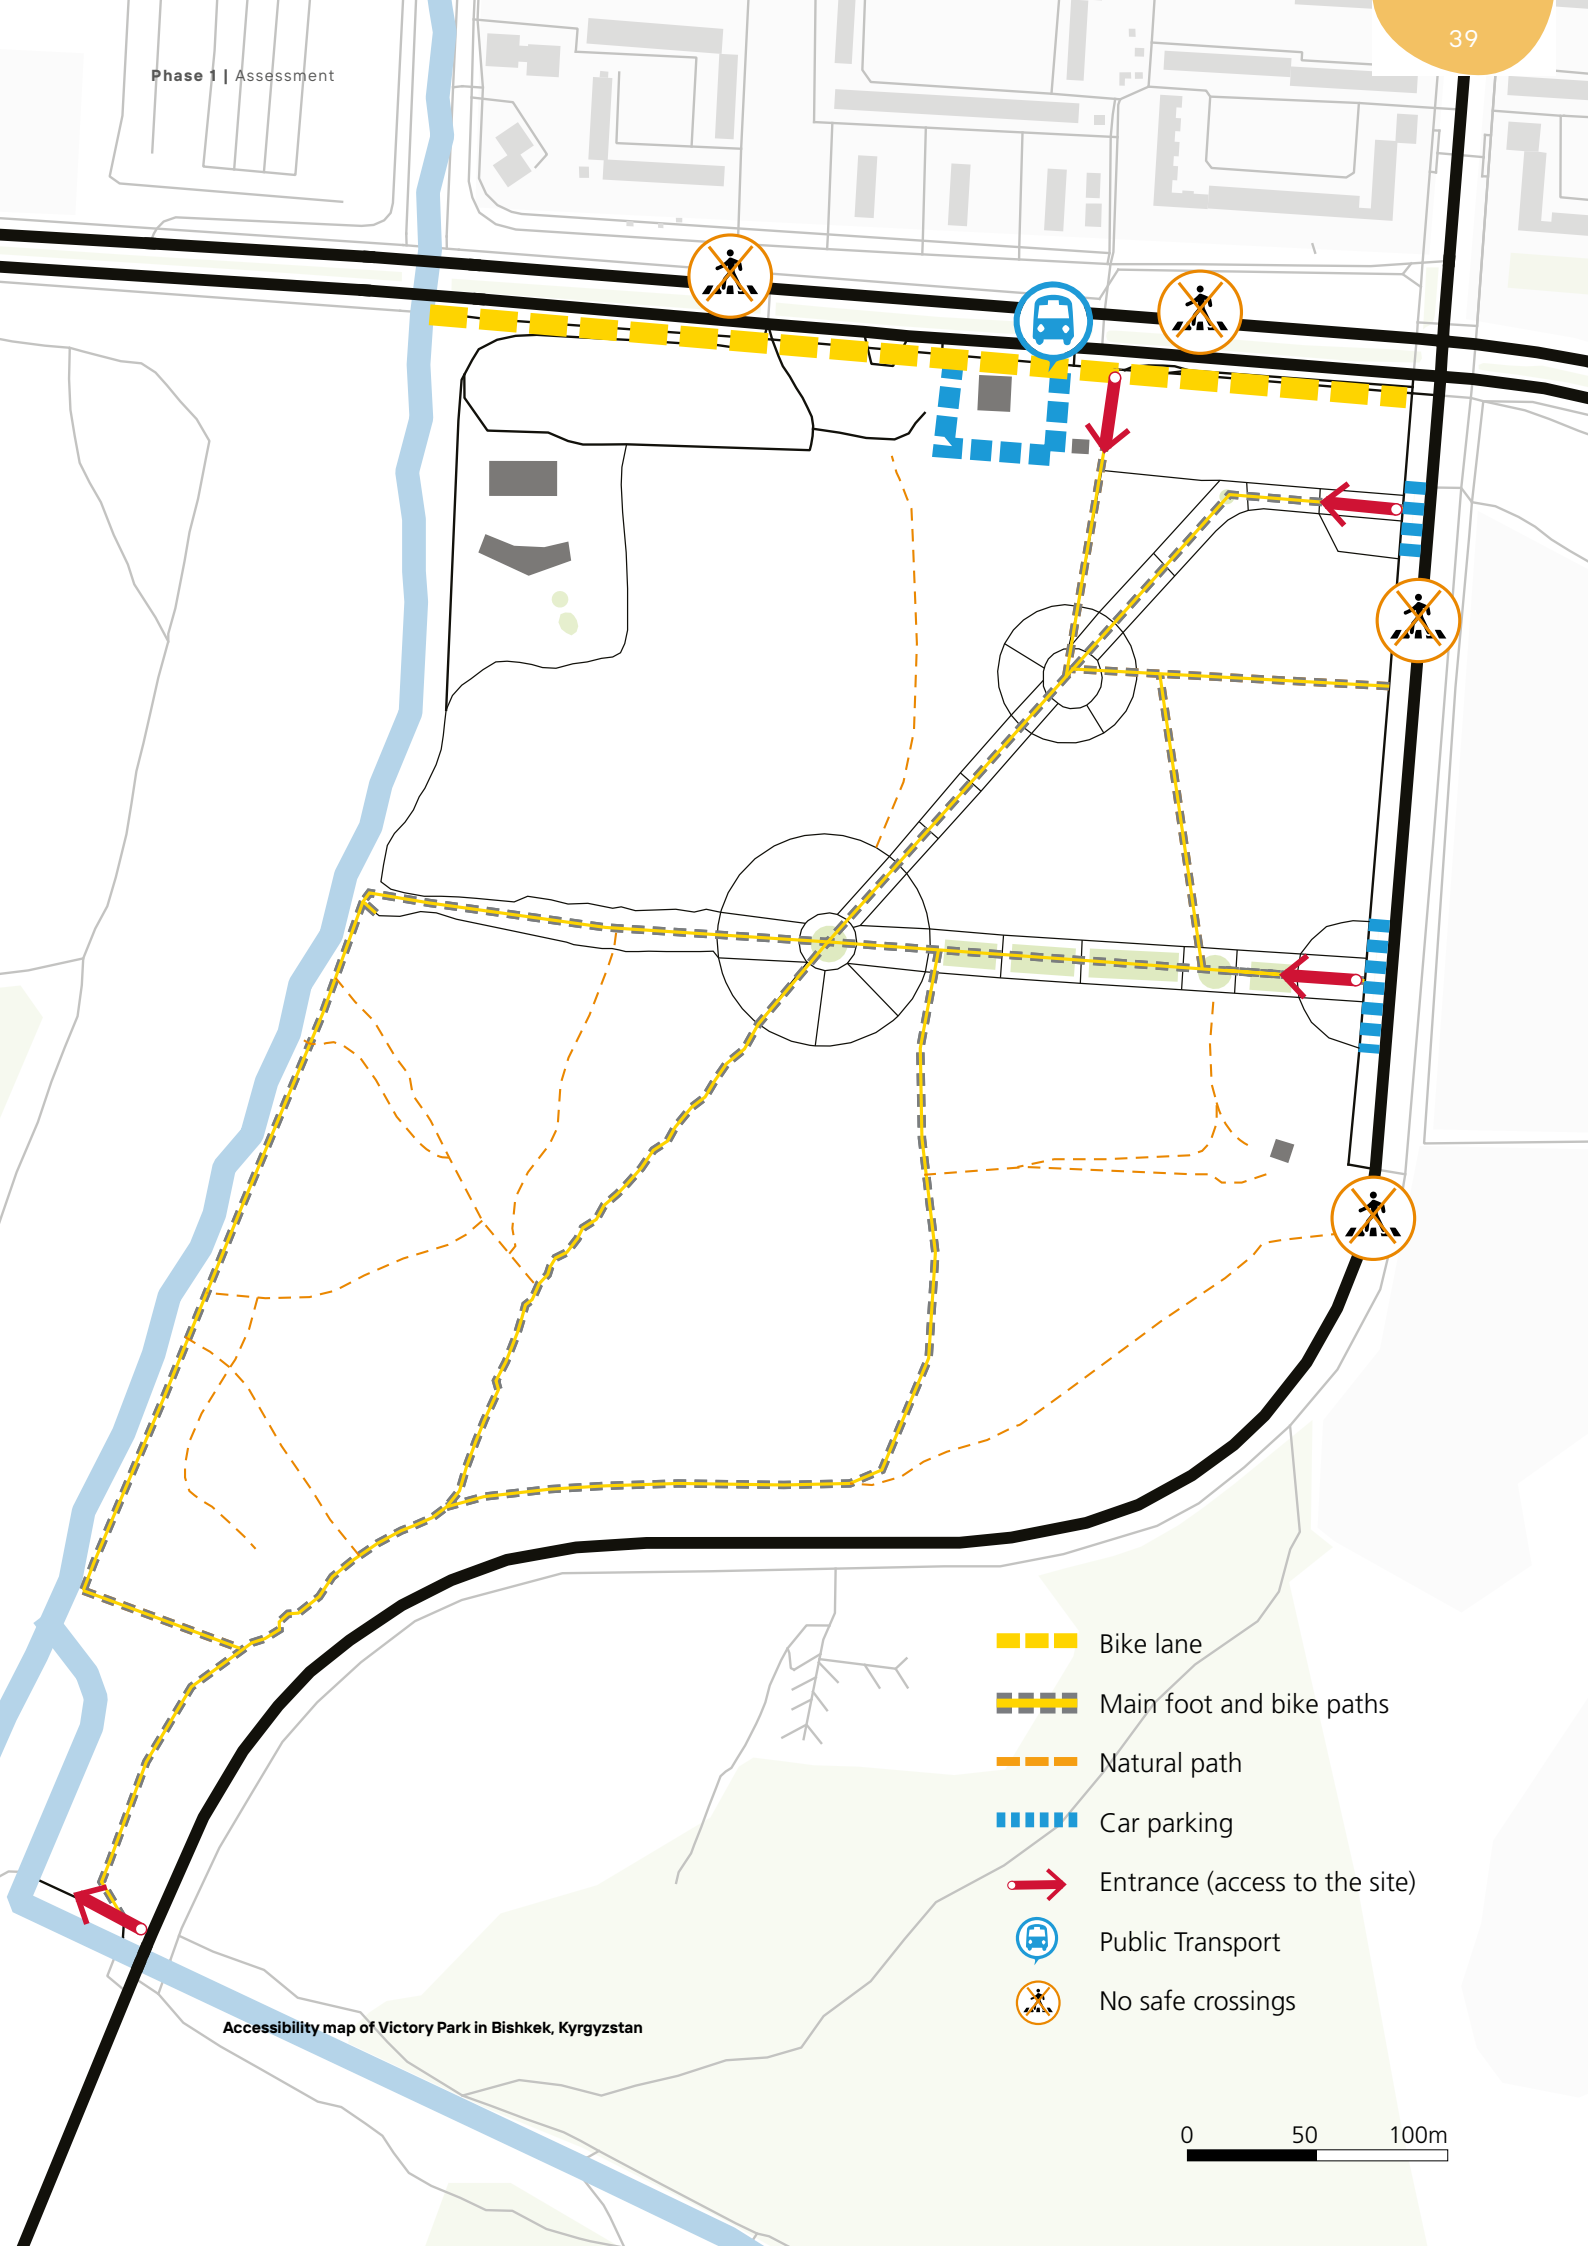 39
Phase 1 | Assessment
Bike lane
Main foot and bike paths
Natural path
Car parking
Entrance (access to the site)
Public Transport
No safe crossings
Accessibility map of Victory Park in Bishkek, Kyrgyzstan
0 50 100m